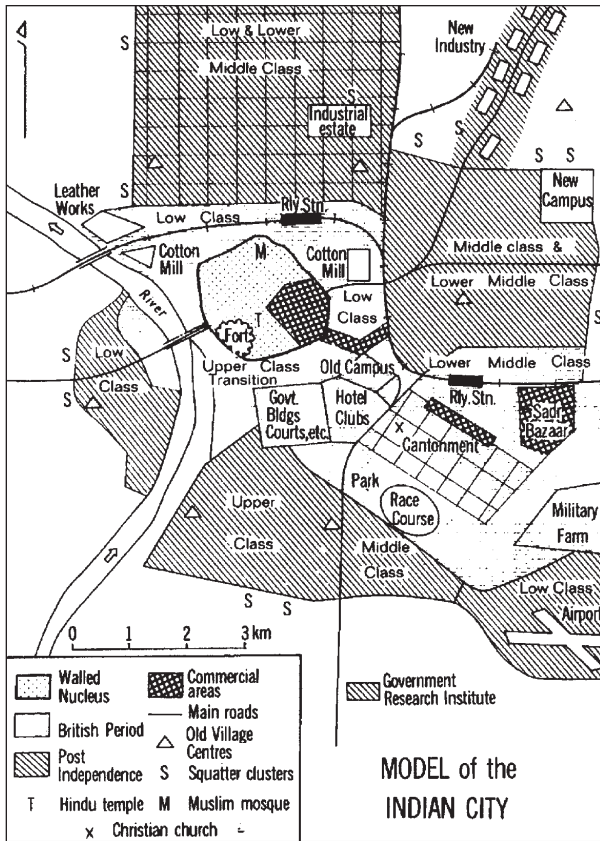 S
Low & Lower
Middle Class
New
Industry
S
Industrial
estate
S
S
S
S
S
Leather
Works
Low Class
Rly. Stn.
New
Campus
Cotton
Mill
M
Cotton
Mill
Middle class &
Lower Middle Class
River
Low
Class
T
Fort
Low
Class
S
S
Upper Class
Transition
Old Campus
Lower Middle Class
Rly. Stn.
Govt.
Bldgs
Courts,etc.
Hotel
Clubs
x
Cantonment
Sadr
Bazaar
Park
Race
Course
Military
Farm
Upper
Class
Middle
Class
S
S
Low Class
Airport
0 1 2 3 km
Walled
Nucleus
Commercial
areas
British Period
Main roads
Post
Independence
Old Village
Centres
S Squatter clusters
T Hindu temple M Muslim mosque
x Christian church
Government
Research Institute
MODEL of the
INDIAN CITY